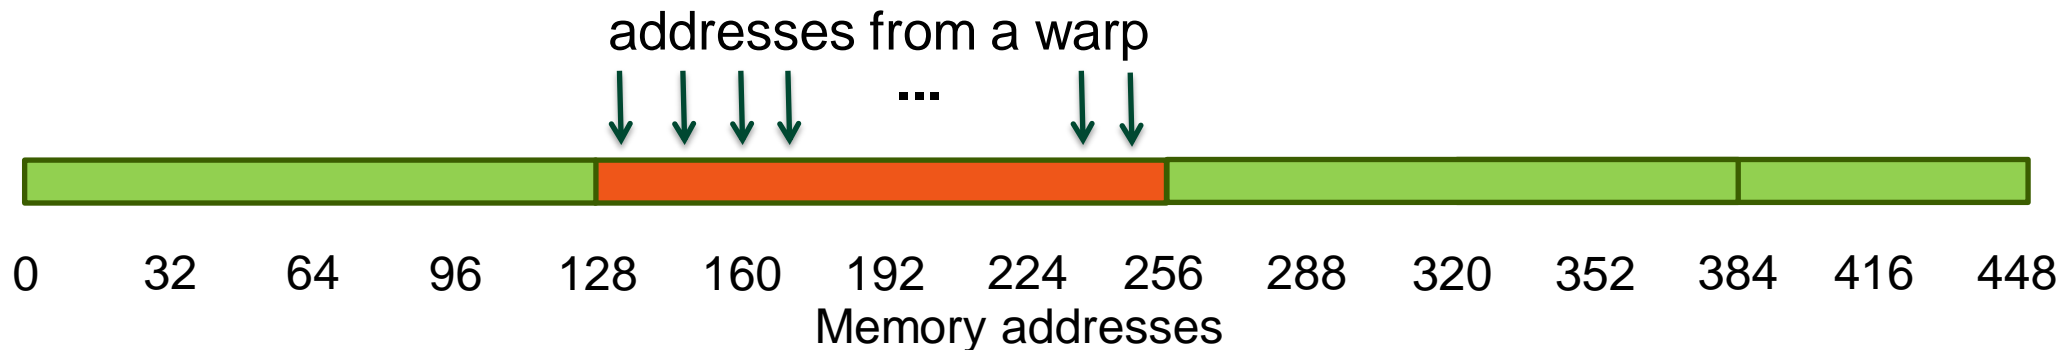 addresses from a warp
...
0 32 64 96 128 160 192 224 256 288 320 352 384 416 448
Memory addresses